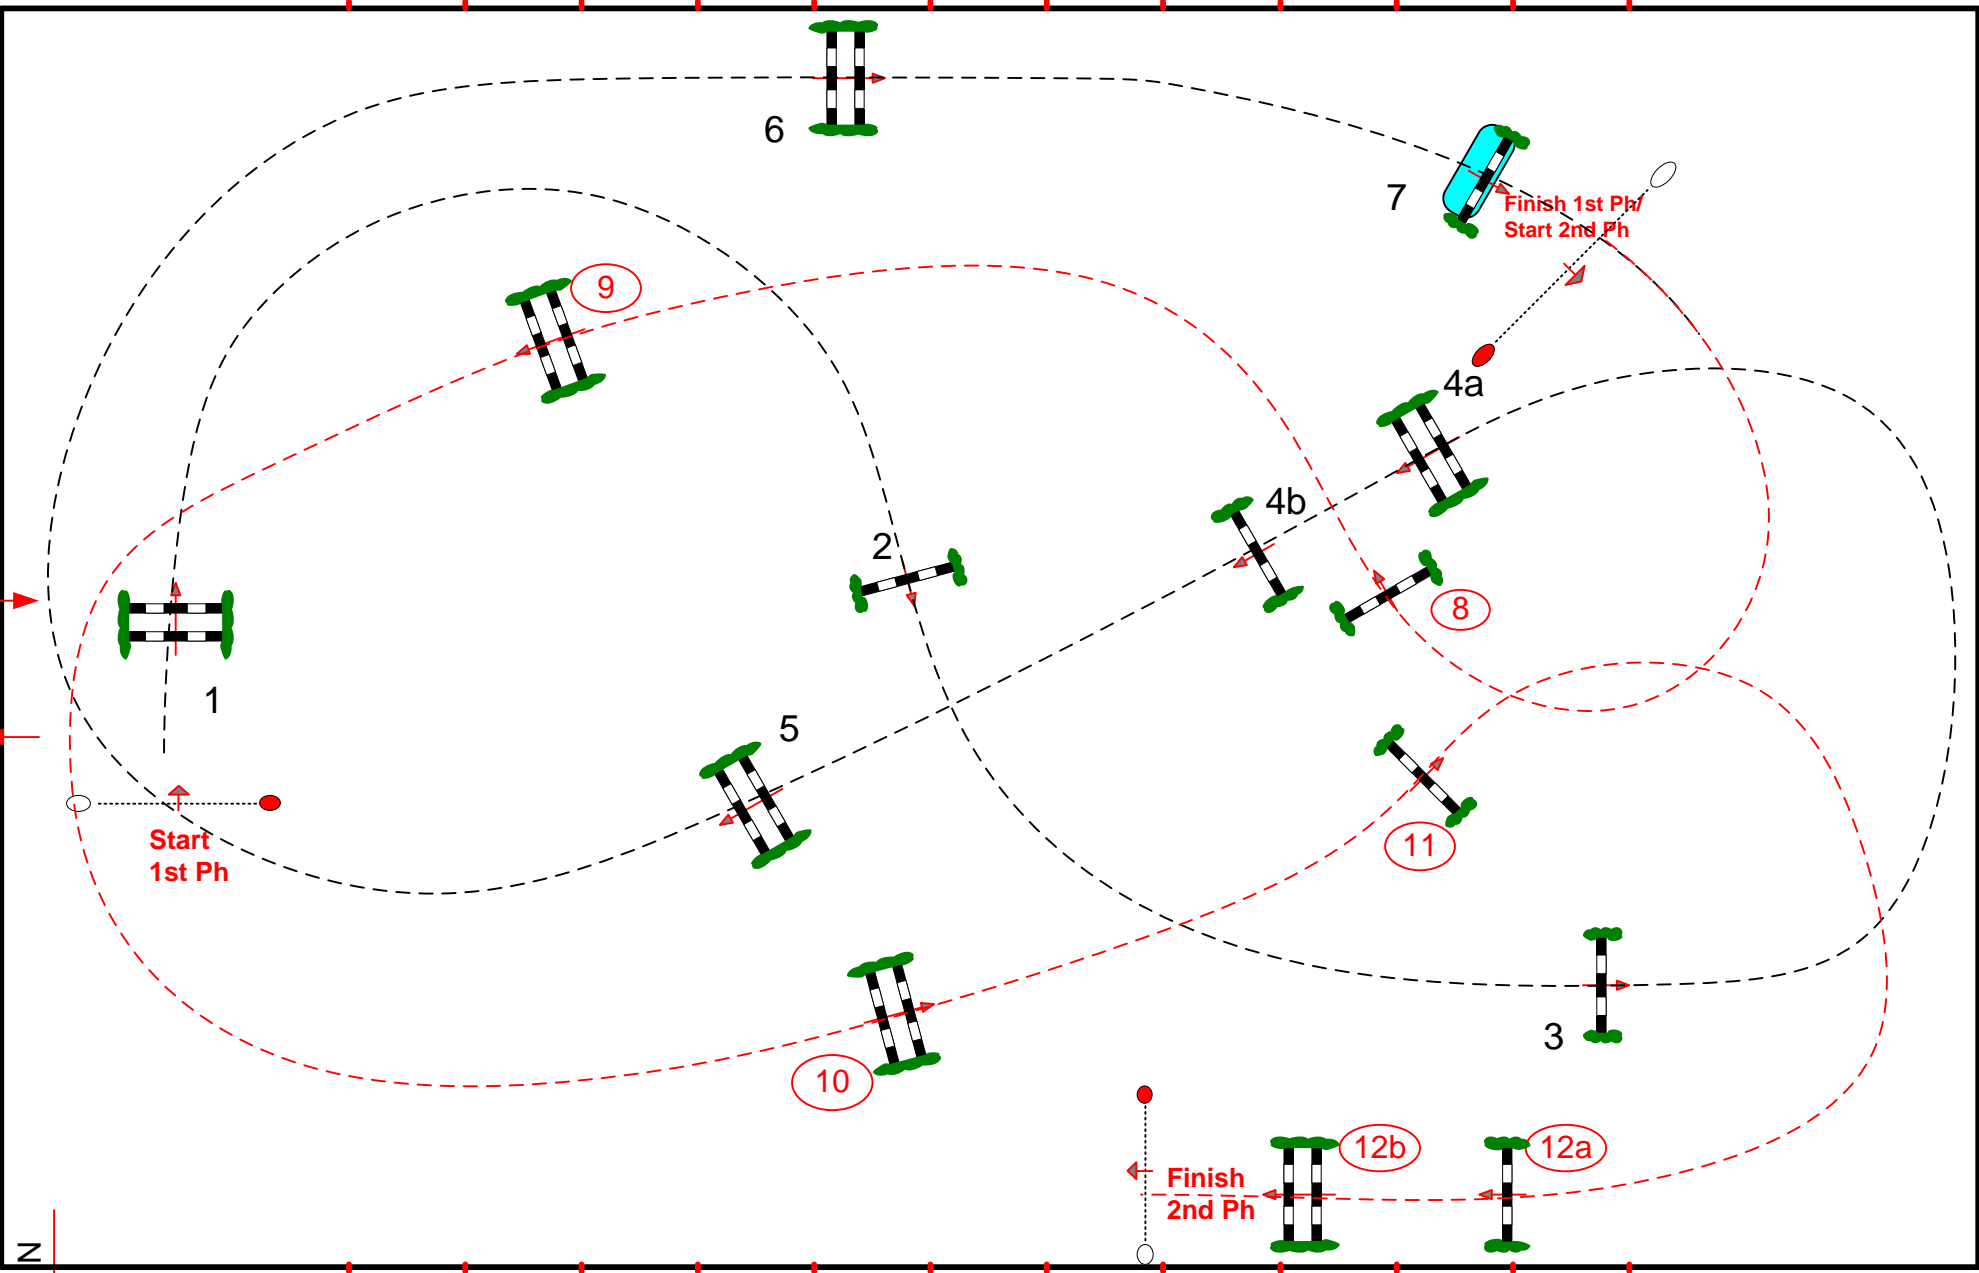 6
7
Finish 1st Ph/
Start 2nd Ph
9
4a
4b
2
8
1
5
Start
1st Ph
11
3
10
12b
12a
Finish
2nd Ph
N